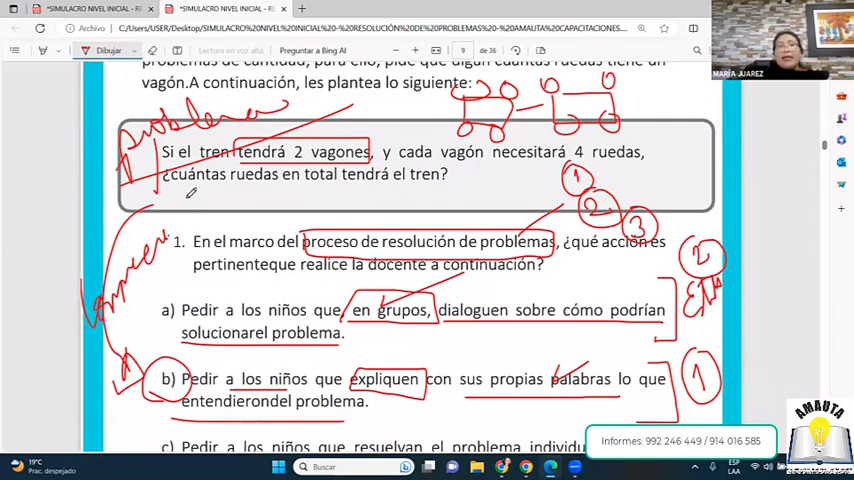 *SIMULACRO NIVEL INICIAL - RES
*SIMULACRO NIVEL INICIAL - RES
Archivo
C:/Users/USER/Desktop/SIMULACRO%20NIVEL%20INICIAL%20-%20RESOLUCIÓN%20DE%20PROBLEMAS%20-%20AMAUTA%20CAPACITACIONES....
Dibujar
Lectura en voz alta
Preguntar a Bing AI
9
de 36
MARÍA JUAREZ
vagón.A continuación, les plantea lo siguiente:
problema
Si el tren tendrá 2 vagones, y cada vagón necesitará 4 ruedas,
¿cuántas ruedas en total tendrá el tren?
1
2
3
1. En el marco del proceso de resolución de problemas, ¿qué acción es
pertinenteque realice la docente a continuación?
2
a) Pedir a los niños que, en grupos, dialoguen sobre cómo podrían
solucionarel problema.
1
b) Pedir a los niños que expliquen con sus propias palabras lo que
entendierondel problema.
c) Pedir a los niños que resuelvan el problema
Informes: 992 246 449 / 914 016 585
AMAUTA
19°C
Prac. despejado
Buscar
ESP
LAA